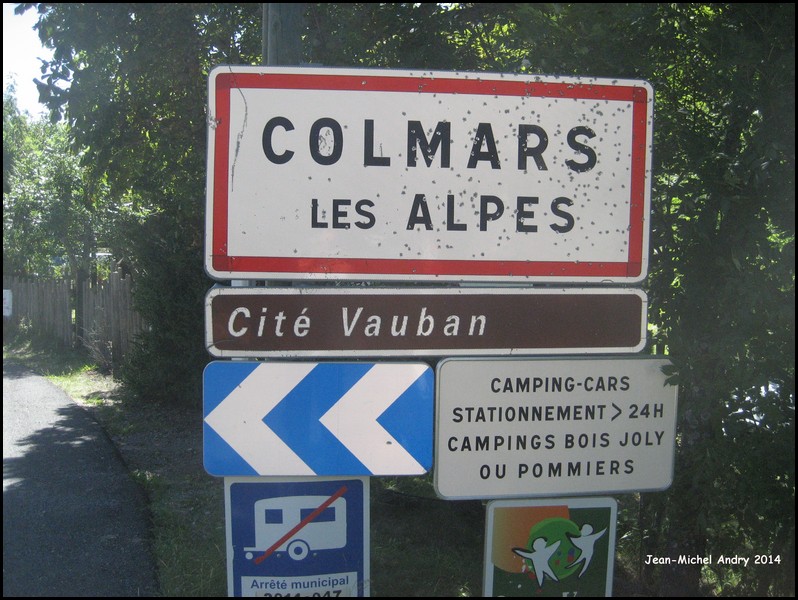 COLMARS
LES ALPES
Cité Vauban
CAMPING-CARS
STATIONNEMENT > 24H
CAMPINGS BOIS JOLY
OU POMMIERS
Arrêté municipal
Jean-Michel Andry 2014